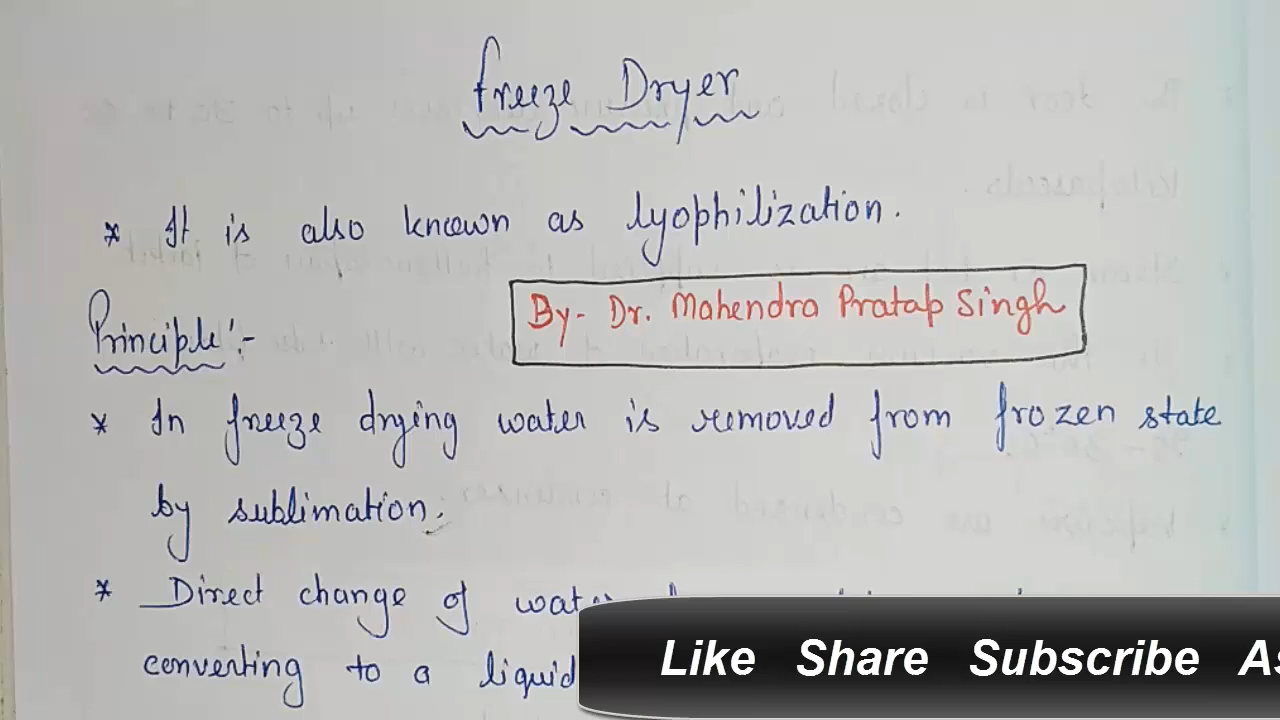 Freeze Dryer
* It is also known as lyophilization.
By- Dr. Mahendra Pratap Singh
Principle:-
* In freeze drying water is removed from frozen state
by sublimation.
* Direct change of water
converting to a liquid
Like Share Subscribe